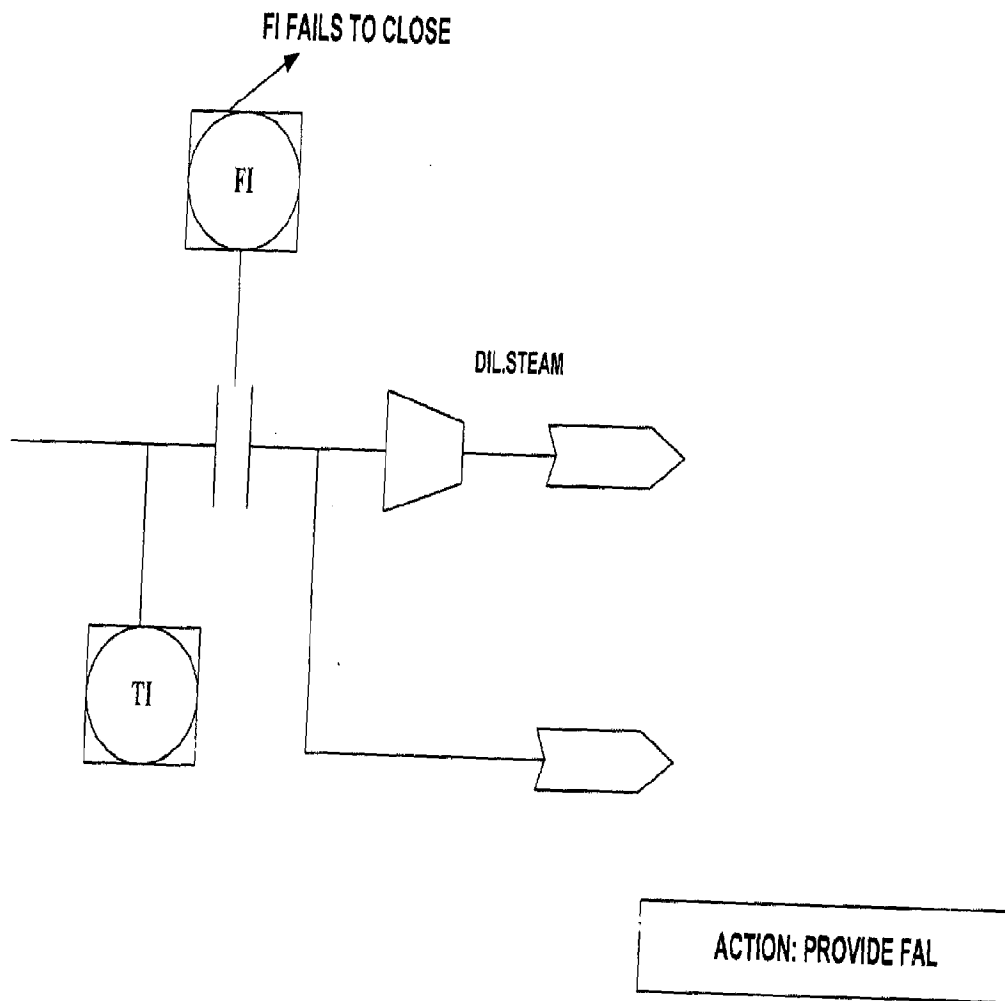 FI FAILS TO CLOSE
FI
DIL.STEAM
TI
ACTION: PROVIDE FAL